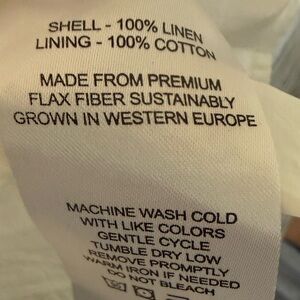 SHELL - 100% LINEN
LINING - 100% COTTON
MADE FROM PREMIUM
FLAX FIBER SUSTAINABLY
GROWN IN WESTERN EUROPE
MACHINE WASH COLD
WITH LIKE COLORS
GENTLE CYCLE
TUMBLE DRY LOW
REMOVE PROMPTLY
WARM IRON IF NEEDED
DO NOT BLEACH